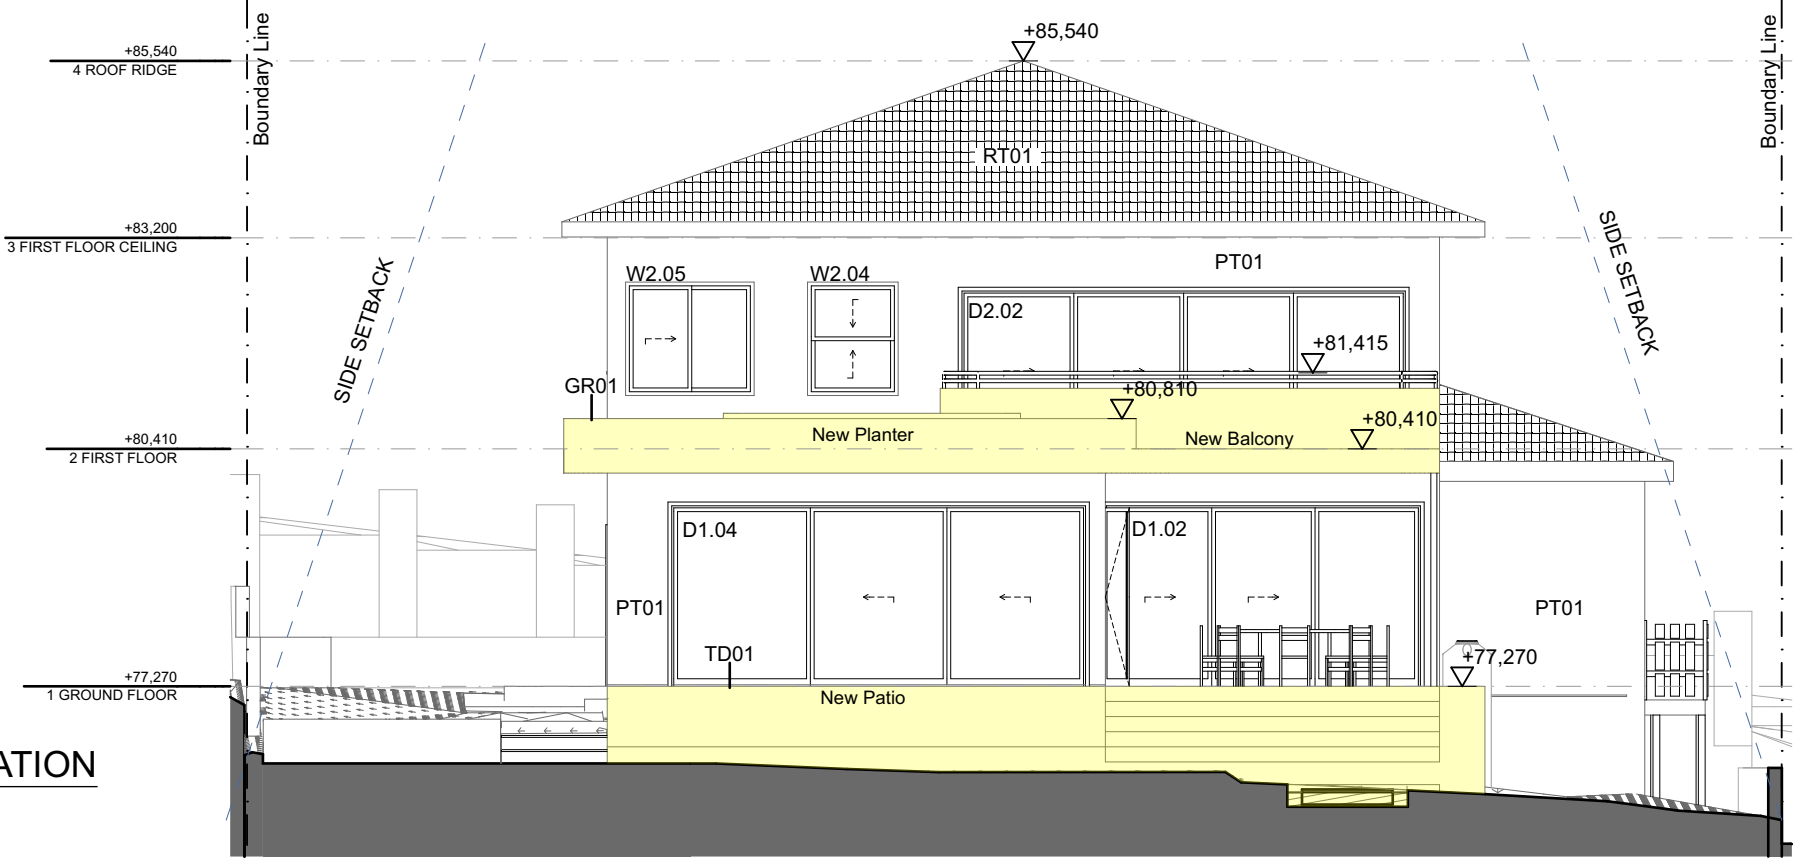 +85,540
+85,540
4 ROOF RIDGE
Boundary Line
Boundary Line
RT01
+83,200
3 FIRST FLOOR CEILING
SIDE SETBACK
SIDE SETBACK
PT01
W2.05
W2.04
D2.02
+81,415
GR01
+80,810
+80,410
New Planter
New Balcony
+80,410
2 FIRST FLOOR
D1.04
D1.02
PT01
PT01
TD01
+77,270
+77,270
1 GROUND FLOOR
New Patio
ATION